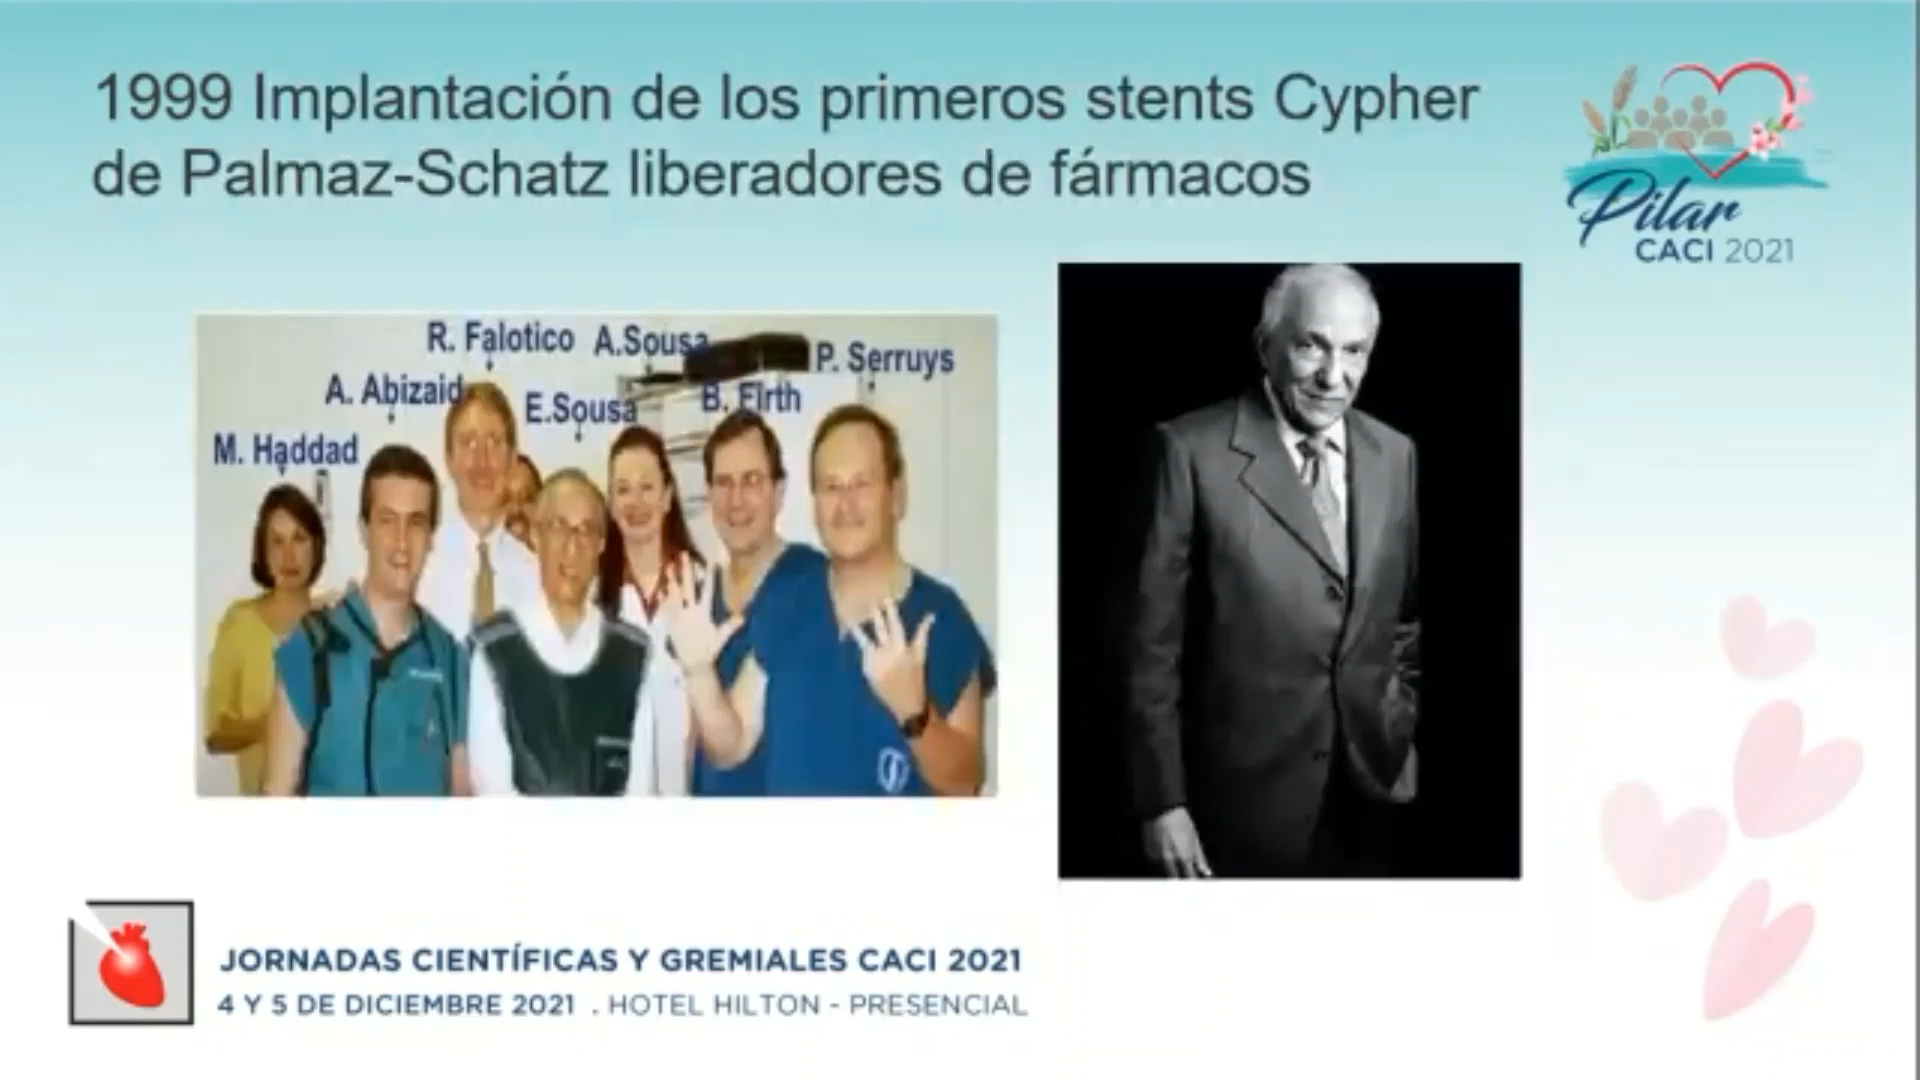 1999 Implantación de los primeros stents Cypher
de Palmaz-Schatz liberadores de fármacos
Pilar
CACI 2021
R. Falotico
A.Sousa
P. Serruys
A. Abizaid
E.Sousa
B. Firth
M. Haddad
JORNADAS CIENTÍFICAS Y GREMIALES CACI 2021
4 Y 5 DE DICIEMBRE 2021 . HOTEL HILTON - PRESENCIAL